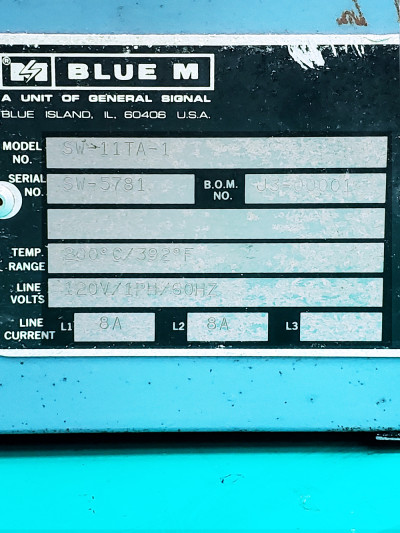 BLUE M
A UNIT OF GENERAL SIGNAL
BLUE ISLAND, IL, 60406 U.S.A.
MODEL NO. SW-11TA-1
SERIAL NO. SW-5781 B.O.M. NO.
TEMP. RANGE 200°C/392°F
LINE VOLTS 120V/1PH/60HZ
LINE CURRENT L1 8A L2 8A L3